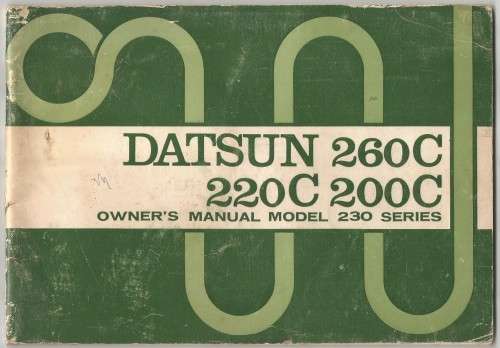 DATSUN 260C
220C 200C
OWNER'S MANUAL MODEL 230 SERIES